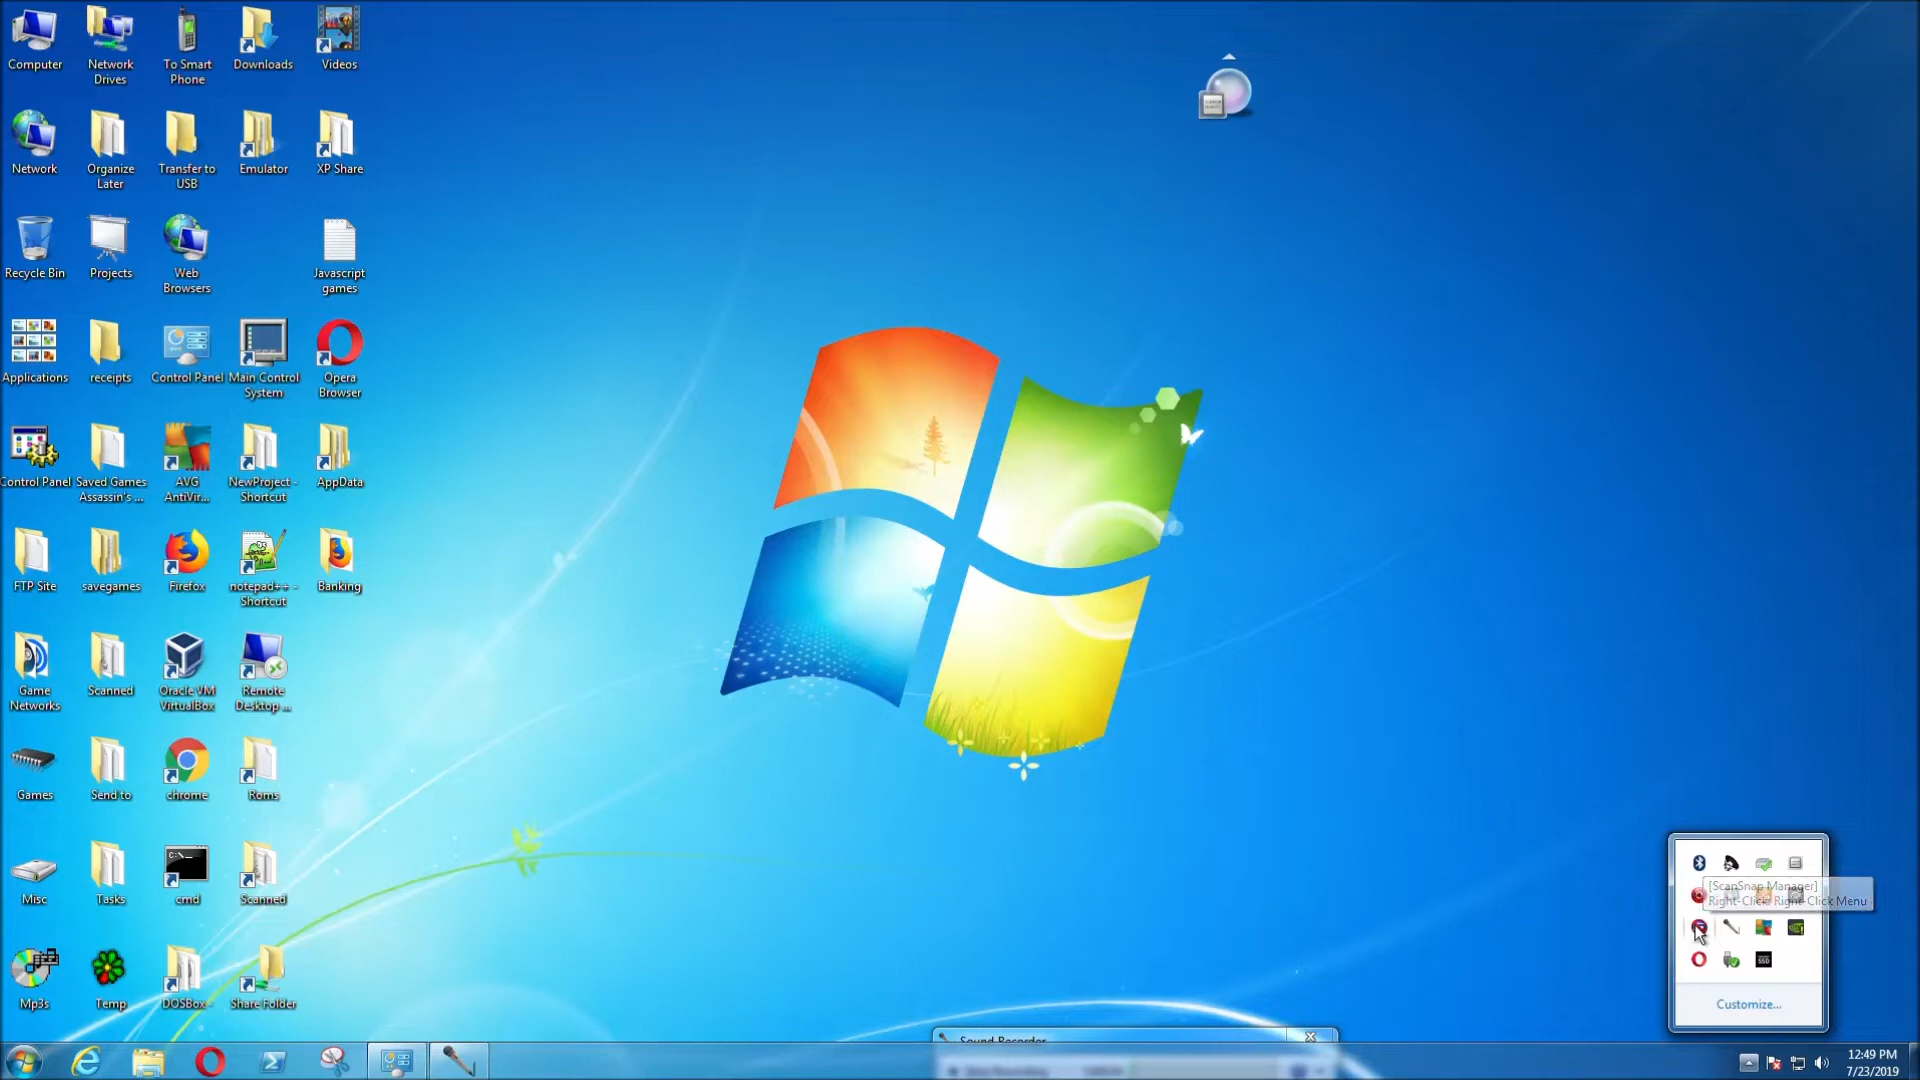 Computer
Network
Drives
To Smart
Phone
Downloads
Videos
Network
Organize
Later
Transfer to
USB
Emulator
XP Share
Recycle Bin
Projects
Web
Browsers
Javascript
games
Applications
receipts
Control Panel
Main Control
System
Opera
Browser
Control Panel
Saved Games
Assassin's ...
AVG
AntiVir...
NewProject -
Shortcut
AppData
FTP Site
savegames
Firefox
notepad++ -
Shortcut
Banking
Game
Networks
Scanned
Oracle VM
VirtualBox
Remote
Desktop ...
Games
Send to
chrome
Roms
Misc
Tasks
C:\_
cmd
Scanned
Mp3s
Temp
DOSBox -
Share Folder
[ScanSnap Manager]
Right-Click: Right-Click Menu
SSD
Customize...
Sound Recorder
12:49 PM
7/23/2019